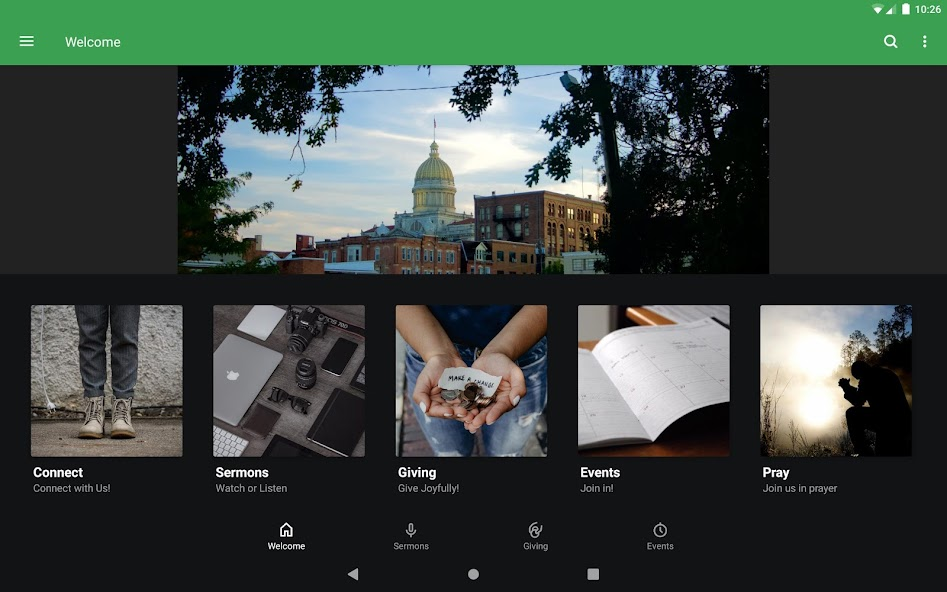 10:26
Welcome
MAKE A CHANGE
Connect
Connect with Us!
Sermons
Watch or Listen
Giving
Give Joyfully!
Events
Join in!
Pray
Join us in prayer
Welcome
Sermons
Giving
Events